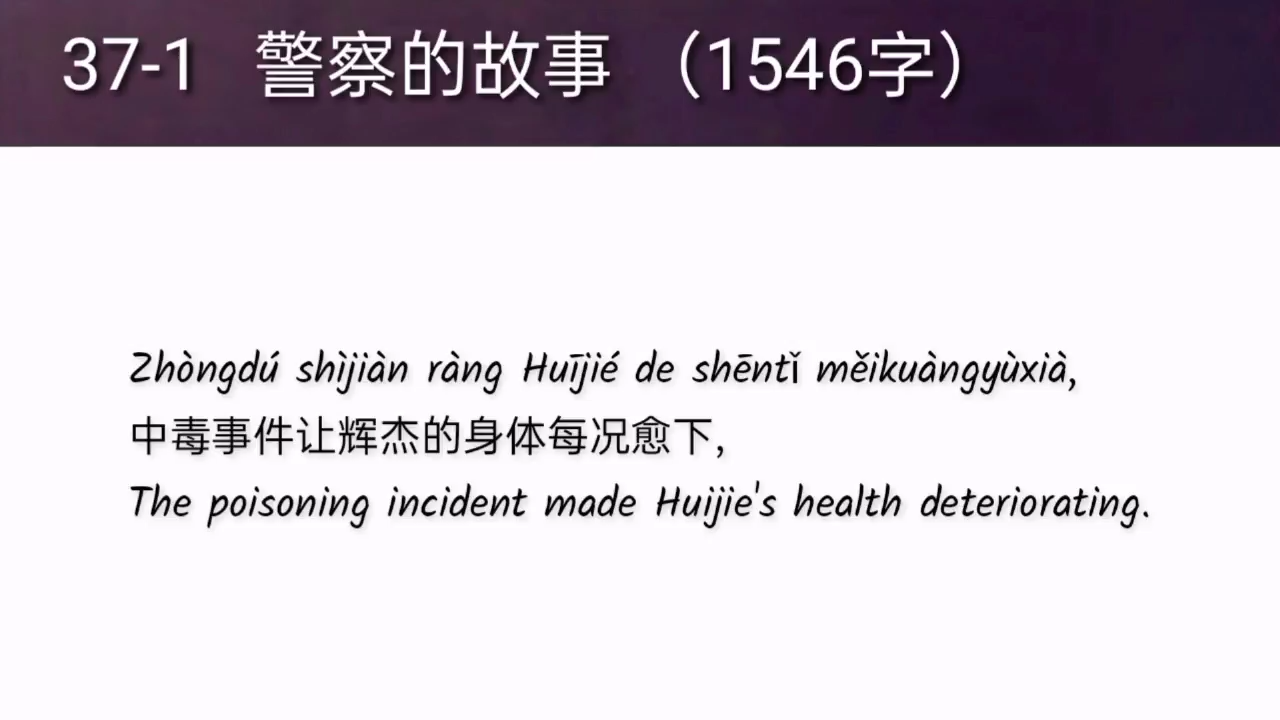 37-1 警察的故事 （1546字）
Zhòngdú shìjiàn ràng Huījié de shēntǐ měikuàngyùxià,
中毒事件让辉杰的身体每况愈下,
The poisoning incident made Huijie's health deteriorating.